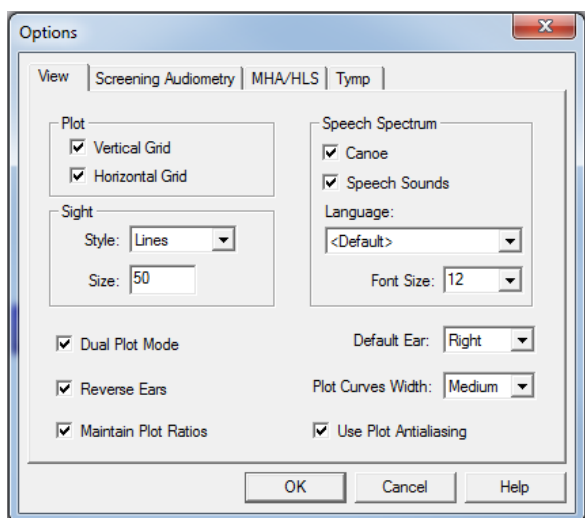 Options
View Screening Audiometry MHA/HLS Tymp
Plot
Vertical Grid
Horizontal Grid
Sight
Style: Lines
Size: 50
Speech Spectrum
Canoe
Speech Sounds
Language:
<Default>
Font Size: 12
Dual Plot Mode
Default Ear: Right
Reverse Ears
Plot Curves Width: Medium
Maintain Plot Ratios
Use Plot Antialiasing
OK Cancel Help